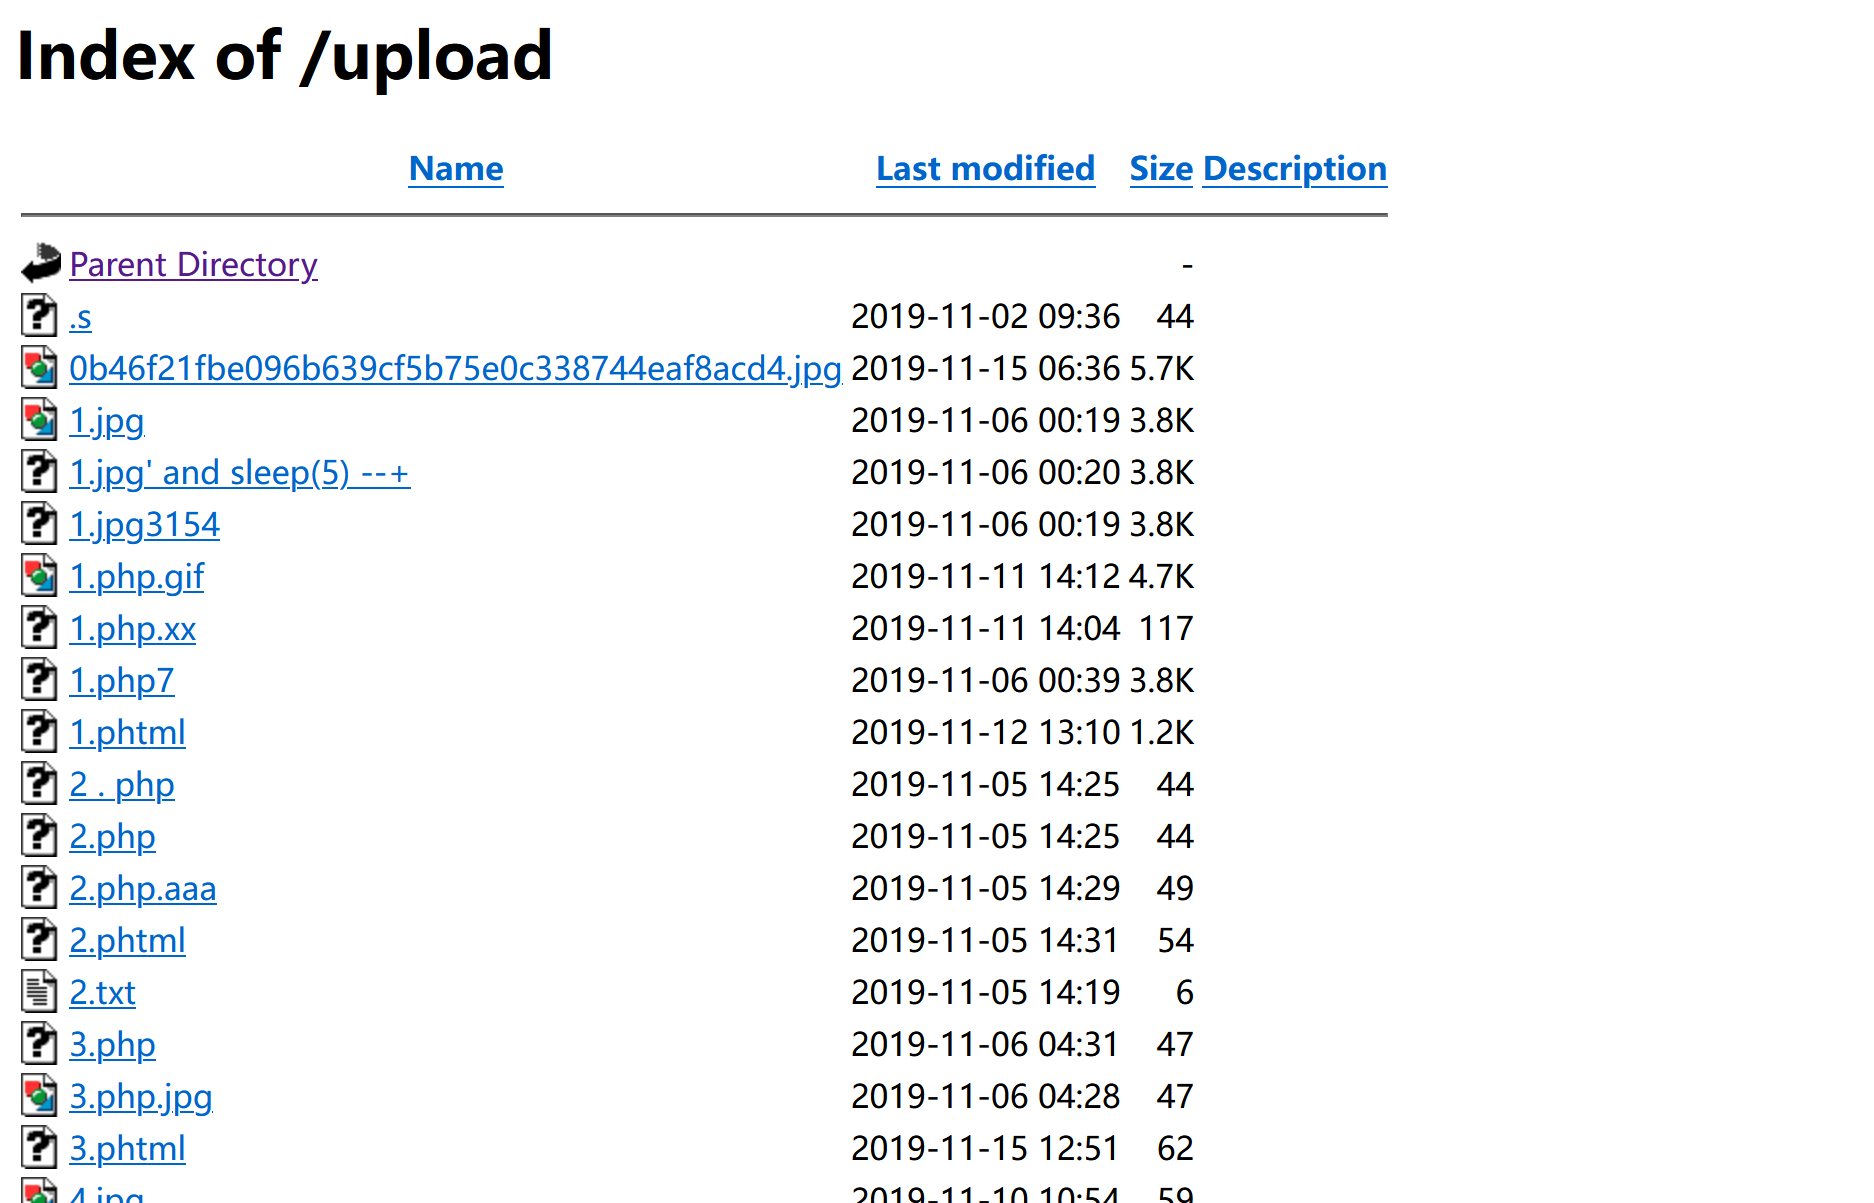 Index of /upload
Name Last modified Size Description
Parent Directory -
.s 2019-11-02 09:36 44
0b46f21fbe096b639cf5b75e0c338744eaf8acd4.jpg 2019-11-15 06:36 5.7K
1.jpg 2019-11-06 00:19 3.8K
1.jpg' and sleep(5) --+ 2019-11-06 00:20 3.8K
1.jpg3154 2019-11-06 00:19 3.8K
1.php.gif 2019-11-11 14:12 4.7K
1.php.xx 2019-11-11 14:04 117
1.php7 2019-11-06 00:39 3.8K
1.phtml 2019-11-12 13:10 1.2K
2 . php 2019-11-05 14:25 44
2.php 2019-11-05 14:25 44
2.php.aaa 2019-11-05 14:29 49
2.phtml 2019-11-05 14:31 54
2.txt 2019-11-05 14:19 6
3.php 2019-11-06 04:31 47
3.php.jpg 2019-11-06 04:28 47
3.phtml 2019-11-15 12:51 62
4.jpg 2019-11-10 10:54 59